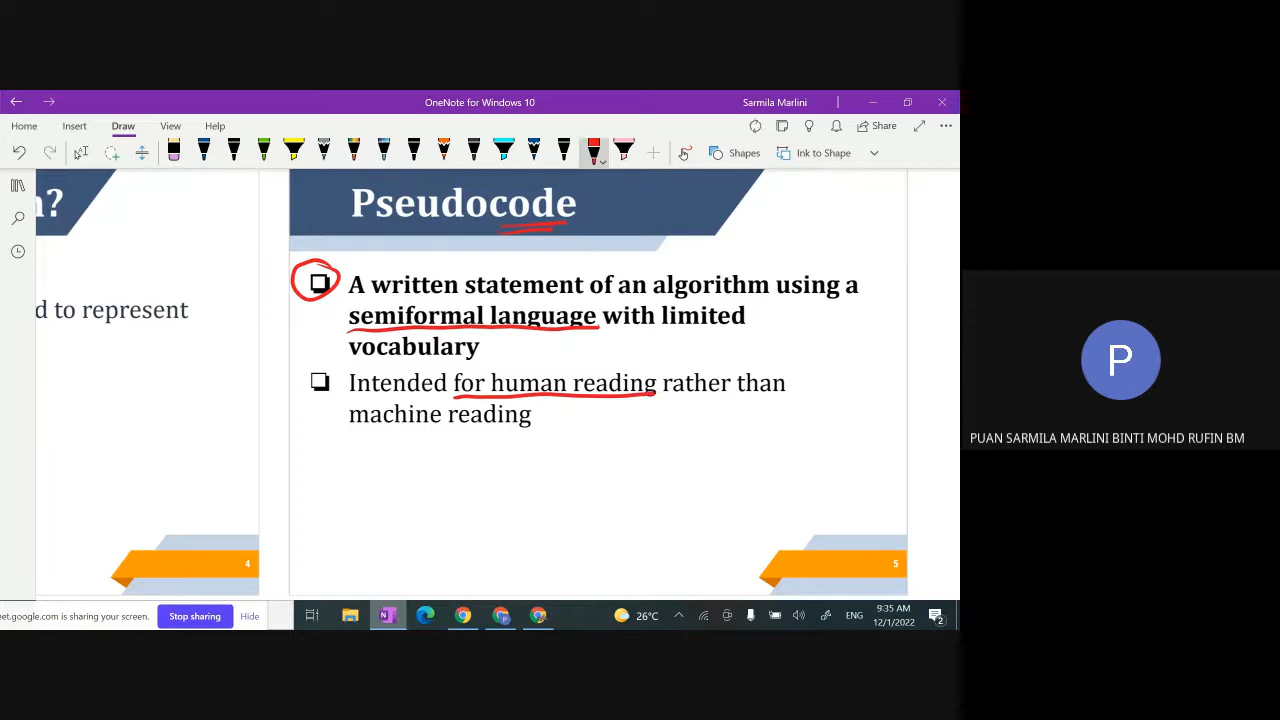 OneNote for Windows 10
Sarmila Marlini
Home Insert Draw View Help
Share
Shapes
Ink to Shape
?
d to represent
4
Pseudocode
A written statement of an algorithm using a
semiformal language with limited
vocabulary
Intended for human reading rather than
machine reading
5
P
PUAN SARMILA MARLINI BINTI MOHD RUFIN BM
eet.google.com is sharing your screen. Stop sharing Hide
26°C
ENG
9:35 AM
12/1/2022
2